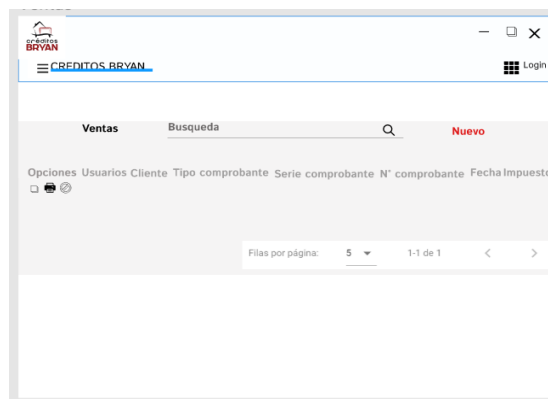 créditos
BRYAN
CREDITOS BRYAN
Login
Ventas Busqueda Nuevo
Opciones Usuarios Cliente Tipo comprobante Serie comprobante N° comprobante Fecha Impuesto
Filas por página: 5 1-1 de 1